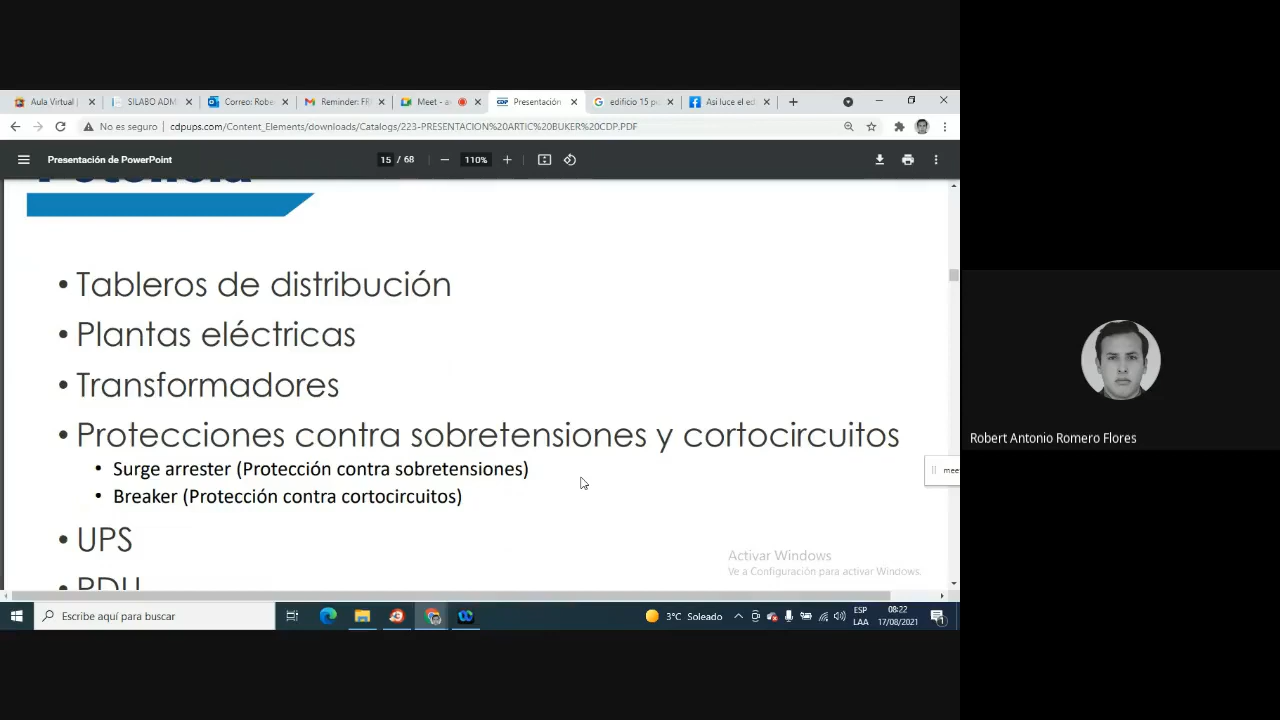 Aula Virtual
SILABO ADM
Correo: Robe
Reminder: FR
Meet - a
Presentación
edificio 15 p
Asi luce el ed
No es seguro
cdpups.com/Content_Elements/downloads/Catalogs/223-PRESENTACION%20ARTIC%20BUKER%20CDP.PDF
Presentación de PowerPoint
15 / 68
110%
Potencia
• Tableros de distribución
• Plantas eléctricas
• Transformadores
• Protecciones contra sobretensiones y cortocircuitos
• Surge arrester (Protección contra sobretensiones)
• Breaker (Protección contra cortocircuitos)
• UPS
• PDU
mee
Activar Windows
Ve a Configuración para activar Windows.
Escribe aquí para buscar
3°C Soleado
ESP
LAA
08:22
17/08/2021
Robert Antonio Romero Flores